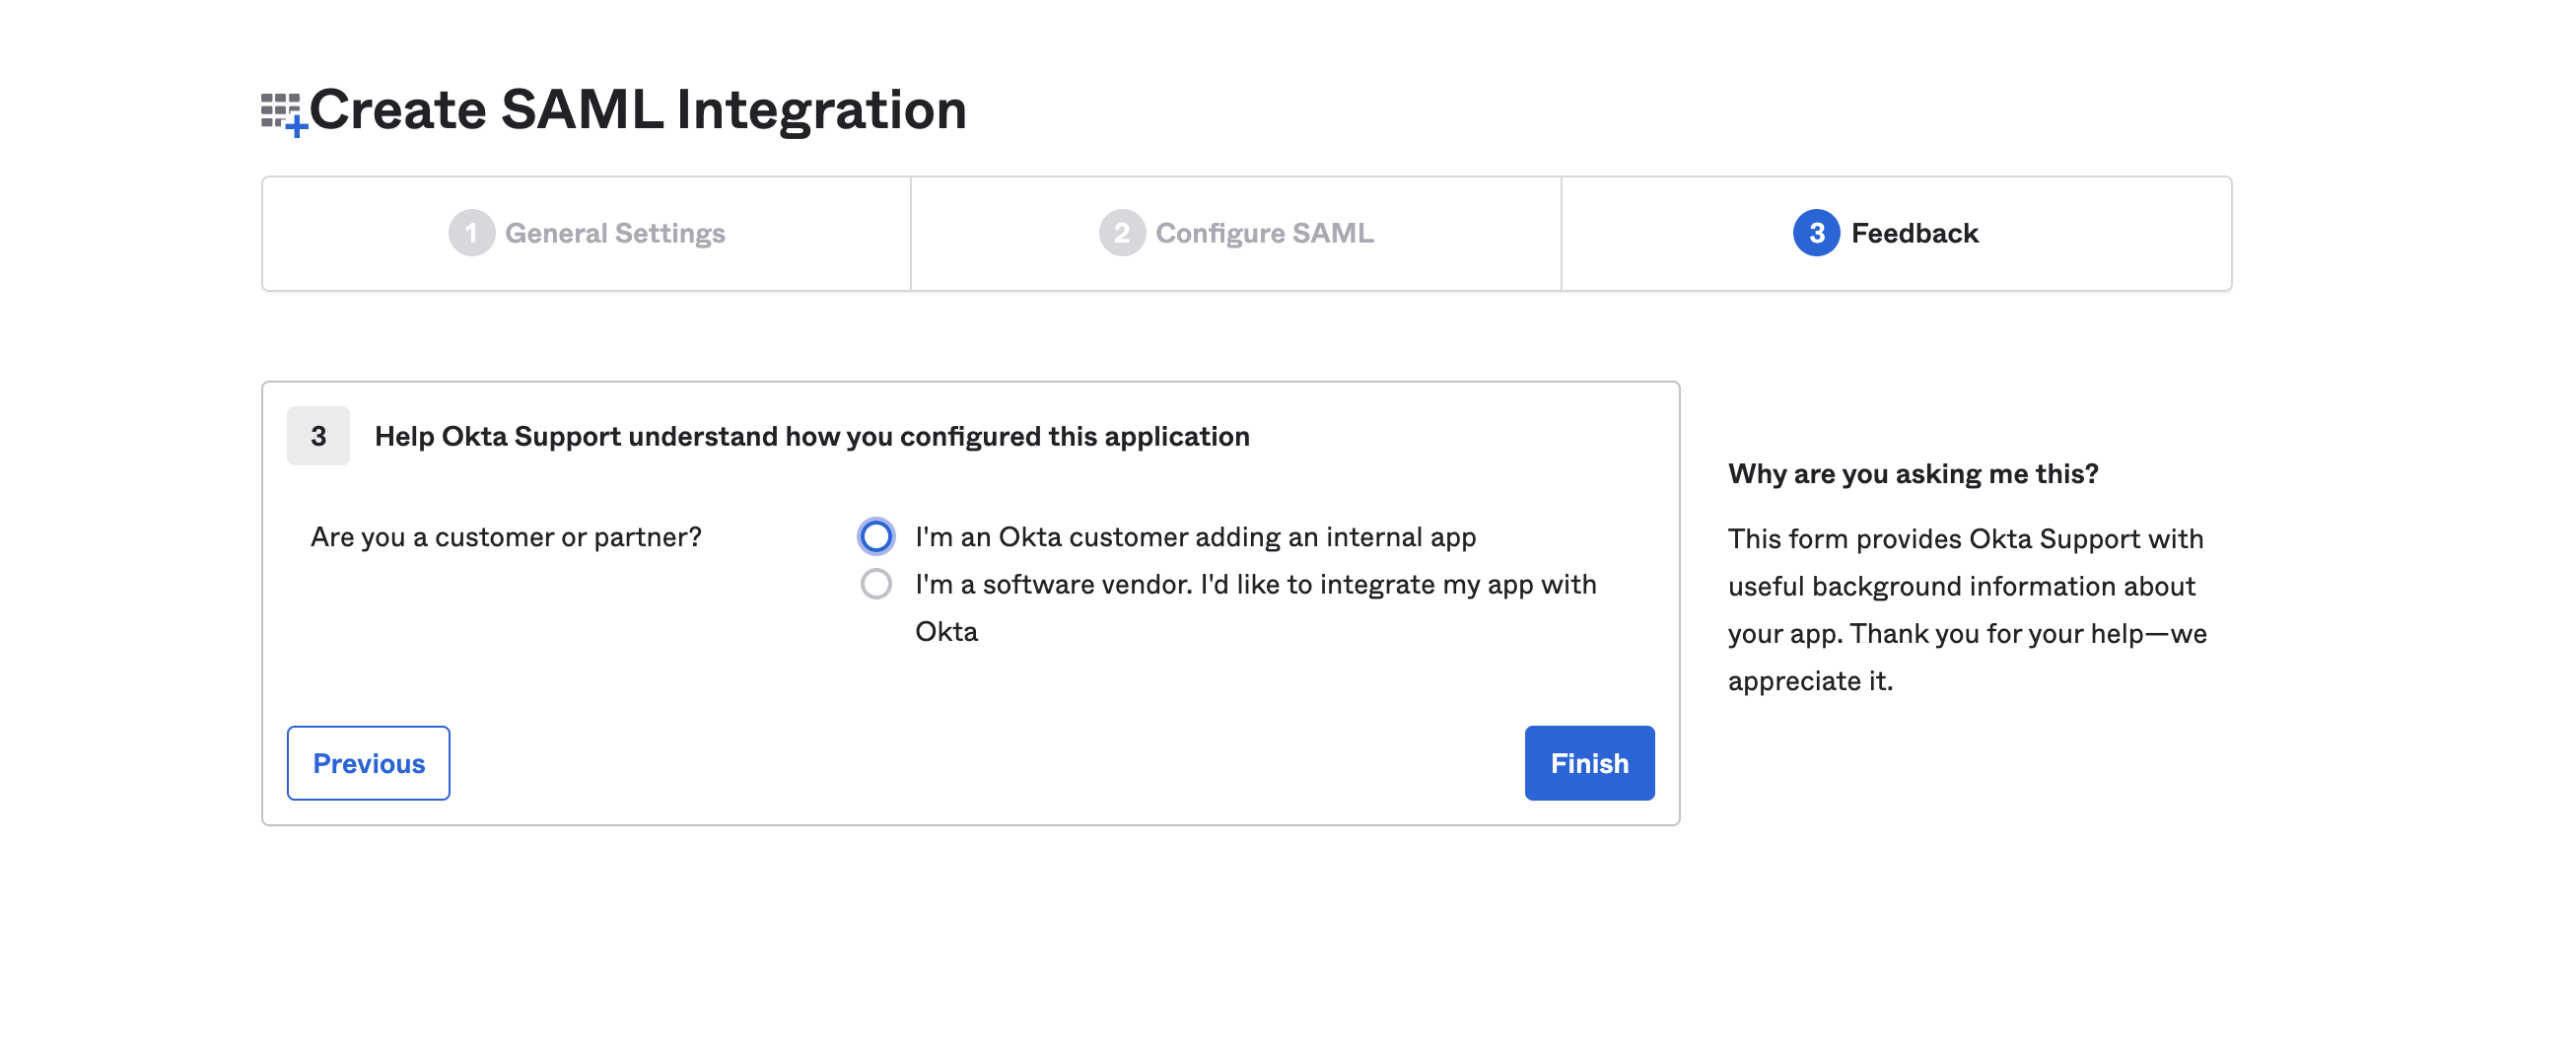 Create SAML Integration
1 General Settings
2 Configure SAML
3 Feedback
3 Help Okta Support understand how you configured this application
Are you a customer or partner?
I'm an Okta customer adding an internal app
I'm a software vendor. I'd like to integrate my app with
Okta
Previous
Finish
Why are you asking me this?
This form provides Okta Support with
useful background information about
your app. Thank you for your help—we
appreciate it.